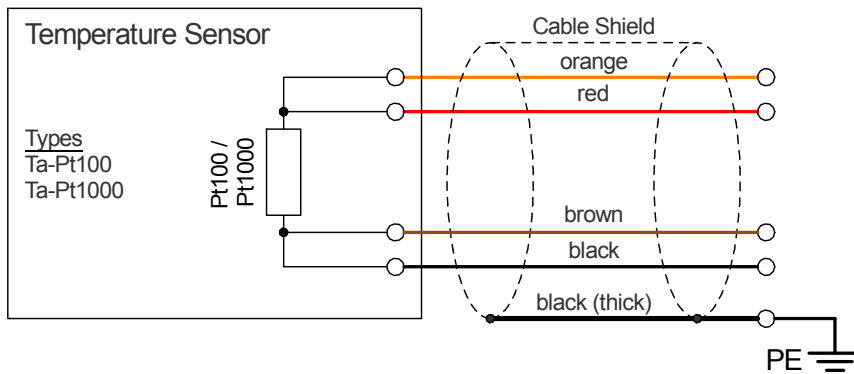 Temperature Sensor
Cable Shield
orange
red
Types
Ta-Pt100
Ta-Pt1000
Pt100 /
Pt1000
brown
black
black (thick)
PE